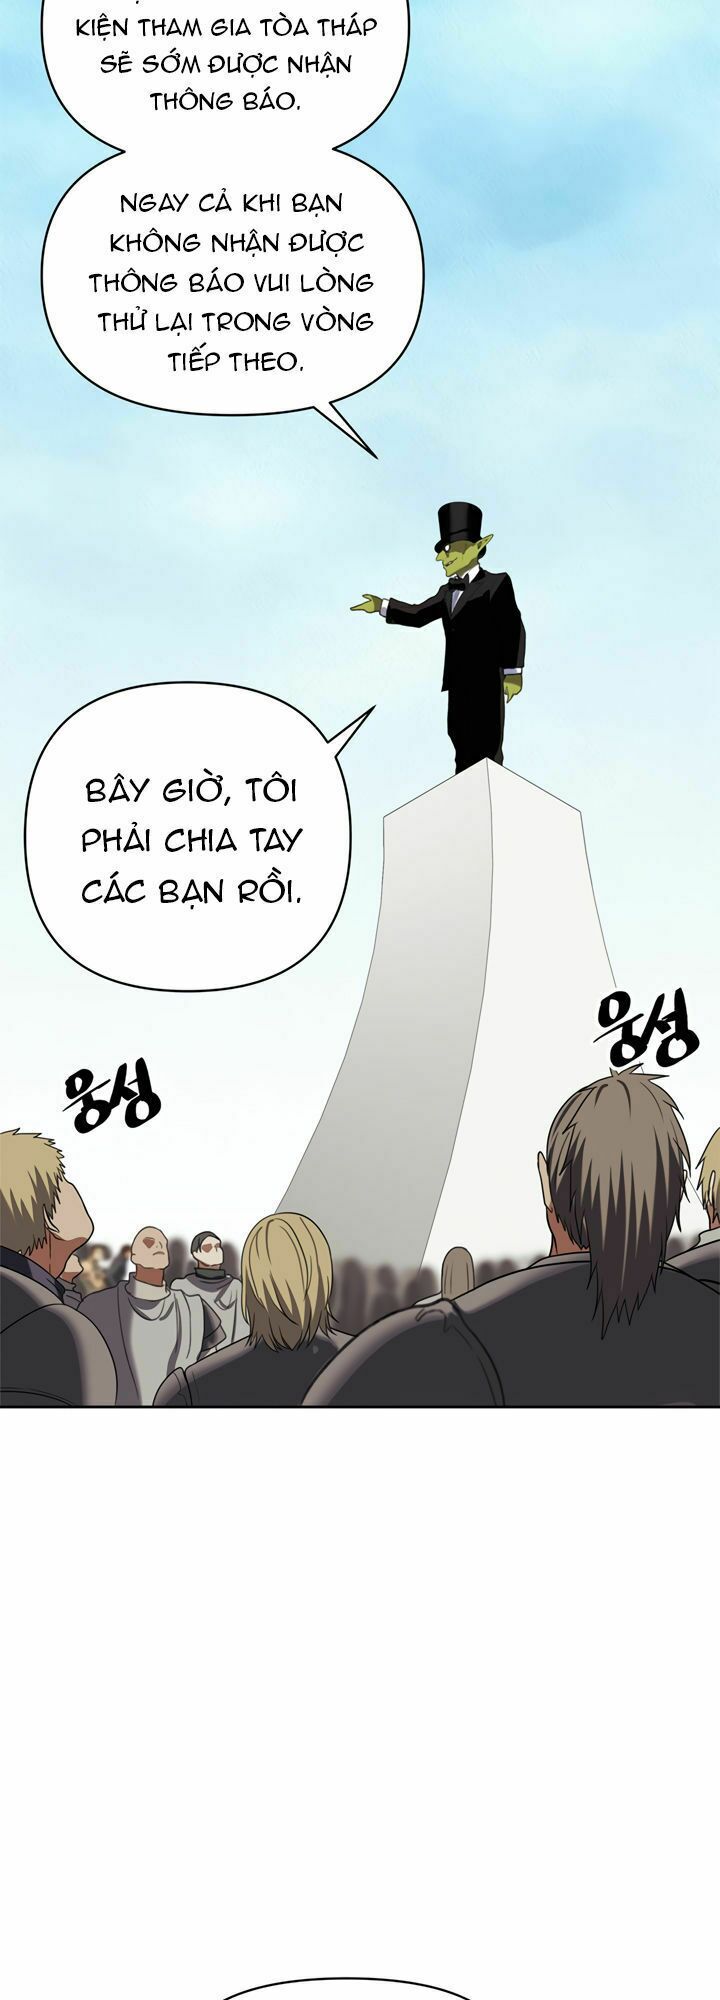 KIỆN THAM GIA TÒA THÁP
SẼ SỚM ĐƯỢC NHẬN
THÔNG BÁO.
NGAY CẢ KHI BẠN
KHÔNG NHẬN ĐƯỢC
THÔNG BÁO VUI LÒNG
THỬ LẠI TRONG VÒNG
TIẾP THEO.
BÂY GIỜ, TÔI
PHẢI CHIA TAY
CÁC BẠN RỒI.
웅성
웅성